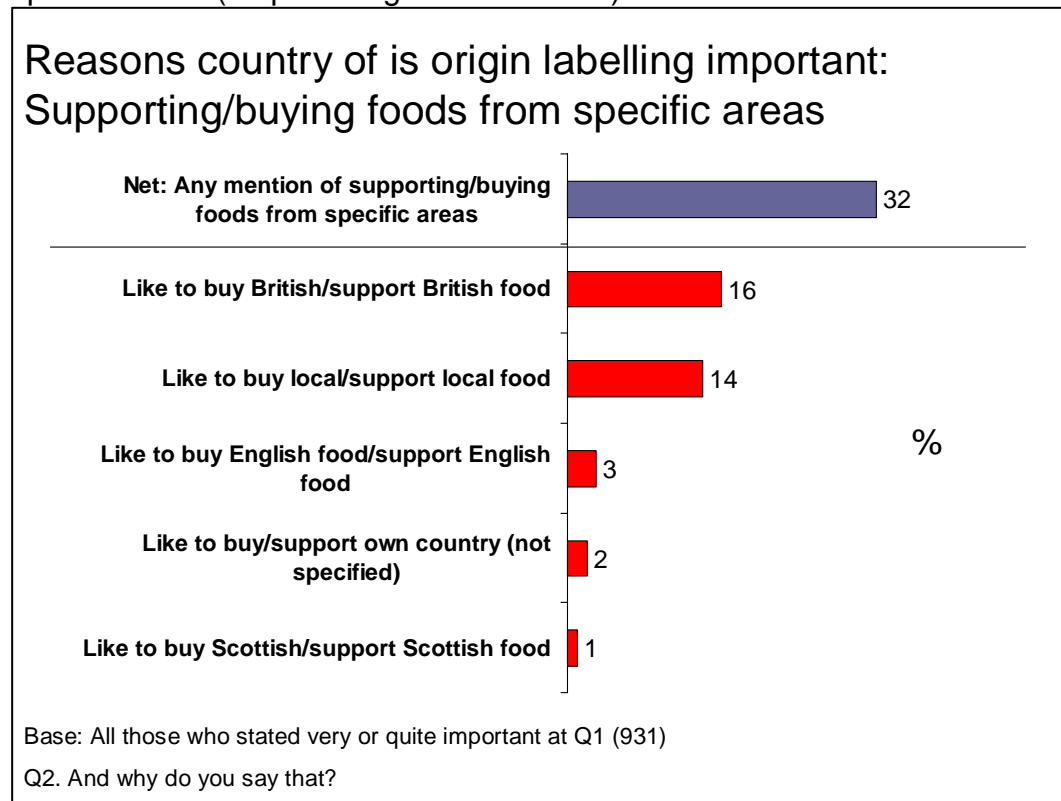 Reasons country of is origin labelling important:
Supporting/buying foods from specific areas
Net: Any mention of supporting/buying
foods from specific areas
32
Like to buy British/support British food
16
Like to buy local/support local food
14
%
Like to buy English food/support English
food
3
Like to buy/support own country (not
specified)
2
Like to buy Scottish/support Scottish food
1
Base: All those who stated very or quite important at Q1 (931)
Q2. And why do you say that?